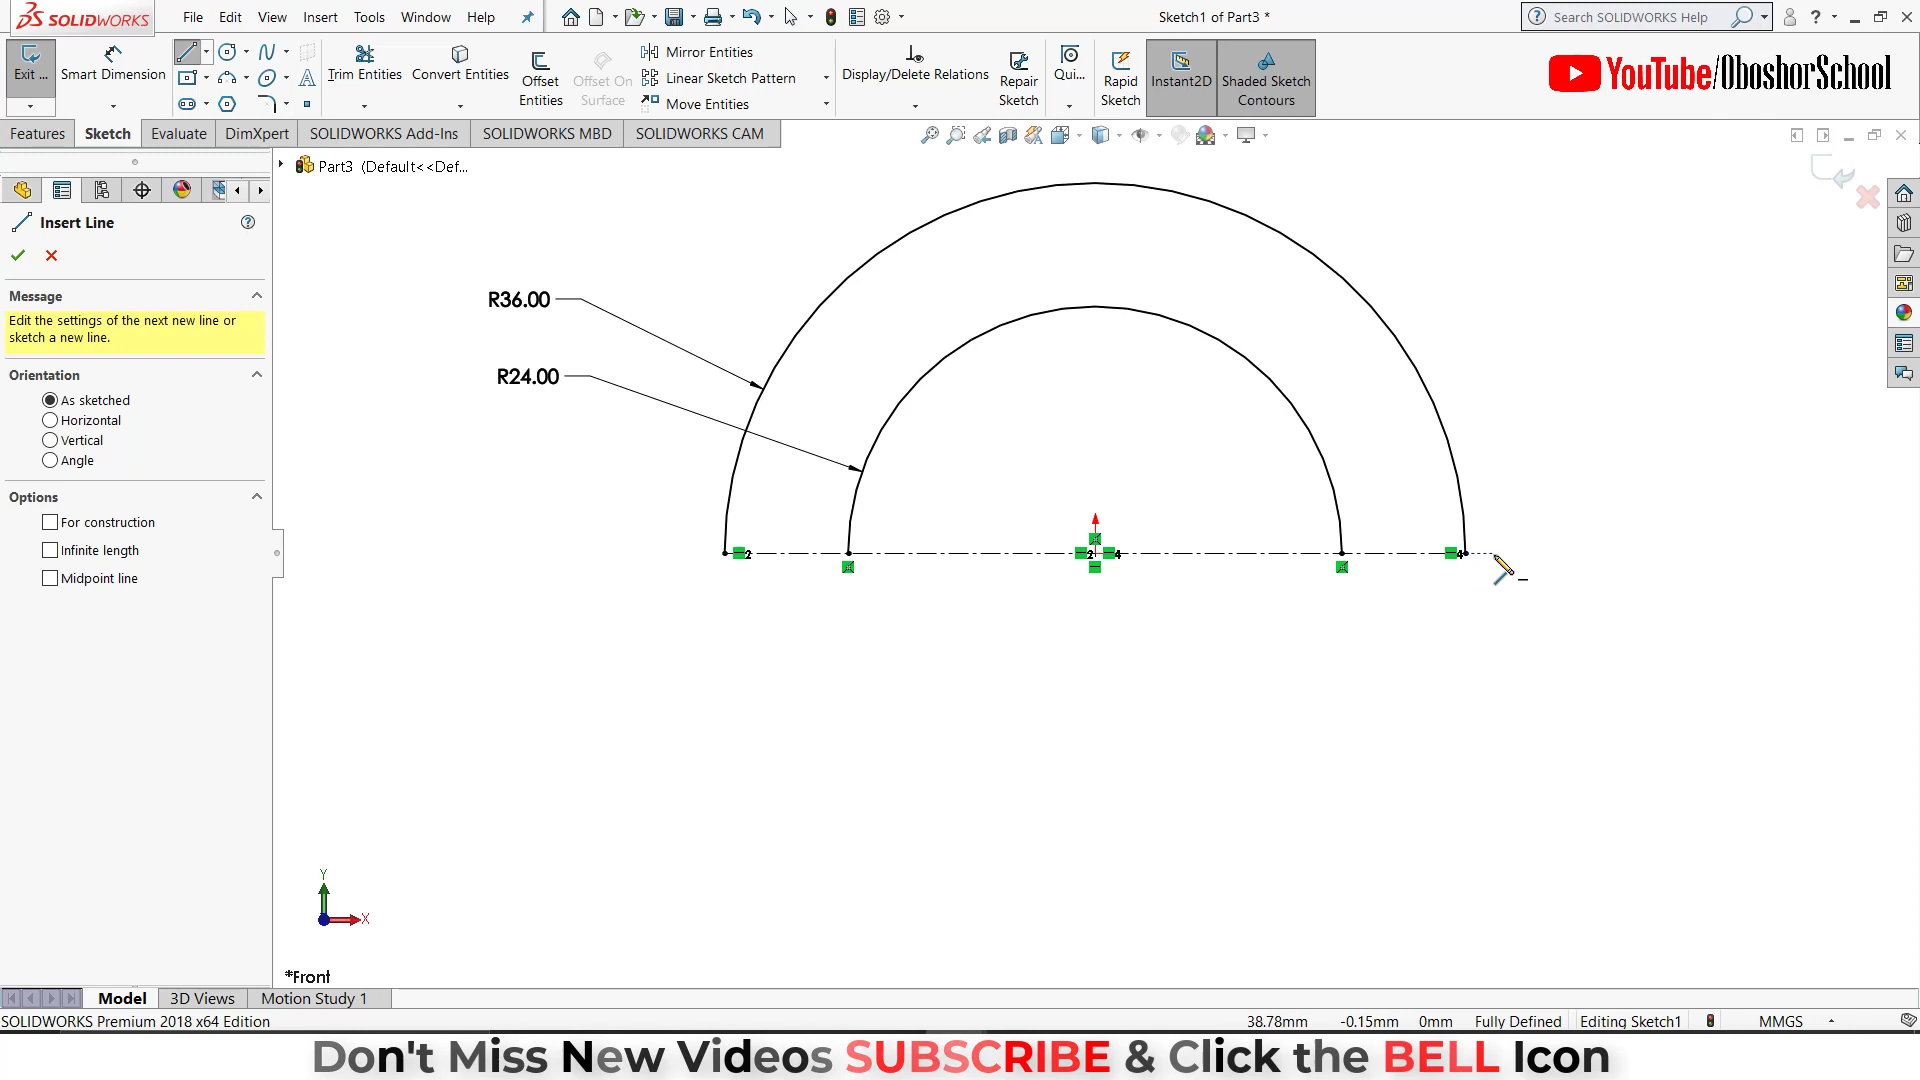 SOLIDWORKS File Edit View Insert Tools Window Help Sketch1 of Part3 * Search SOLIDWORKS Help ?
Exit ... Smart Dimension Trim Entities Convert Entities Offset Entities Offset On Surface Mirror Entities Linear Sketch Pattern Move Entities Display/Delete Relations Repair Sketch Qui... Rapid Sketch Instant2D Shaded Sketch Contours
YouTube/OboshorSchool
Features Sketch Evaluate DimXpert SOLIDWORKS Add-Ins SOLIDWORKS MBD SOLIDWORKS CAM
Part3 (Default<<Def...
Insert Line
Message
Edit the settings of the next new line or
sketch a new line.
Orientation
As sketched
Horizontal
Vertical
Angle
Options
For construction
Infinite length
Midpoint line
R36.00
R24.00
2 2 4 4
Y
X
*Front
Model 3D Views Motion Study 1
SOLIDWORKS Premium 2018 x64 Edition 38.78mm -0.15mm 0mm Fully Defined Editing Sketch1 MMGS
Don't Miss New Videos SUBSCRIBE & Click the BELL Icon